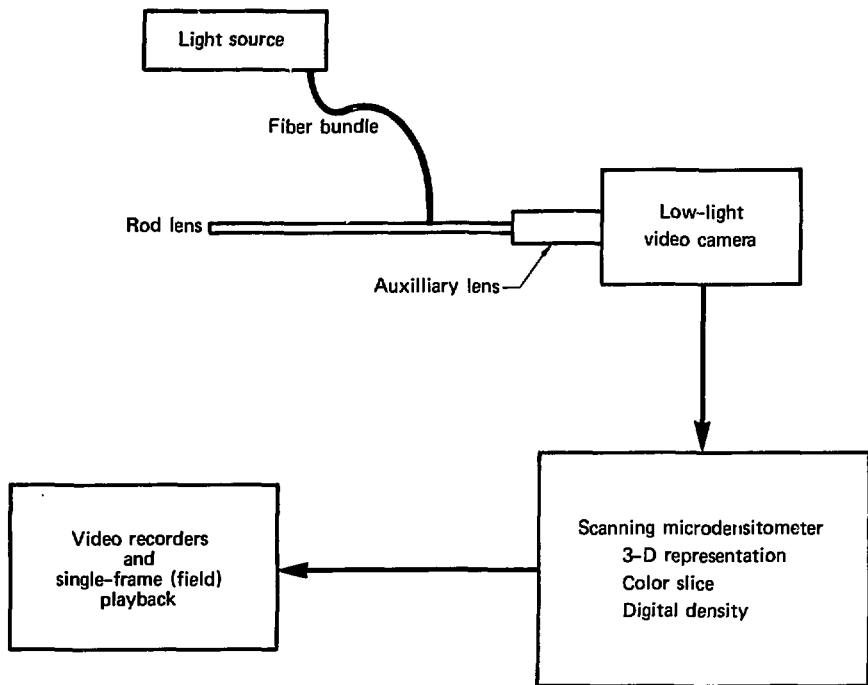 Light source
Fiber bundle
Rod lens
Low-light
video camera
Auxilliary lens
Scanning microdensitometer
3-D representation
Color slice
Digital density
Video recorders
and
single-frame (field)
playback